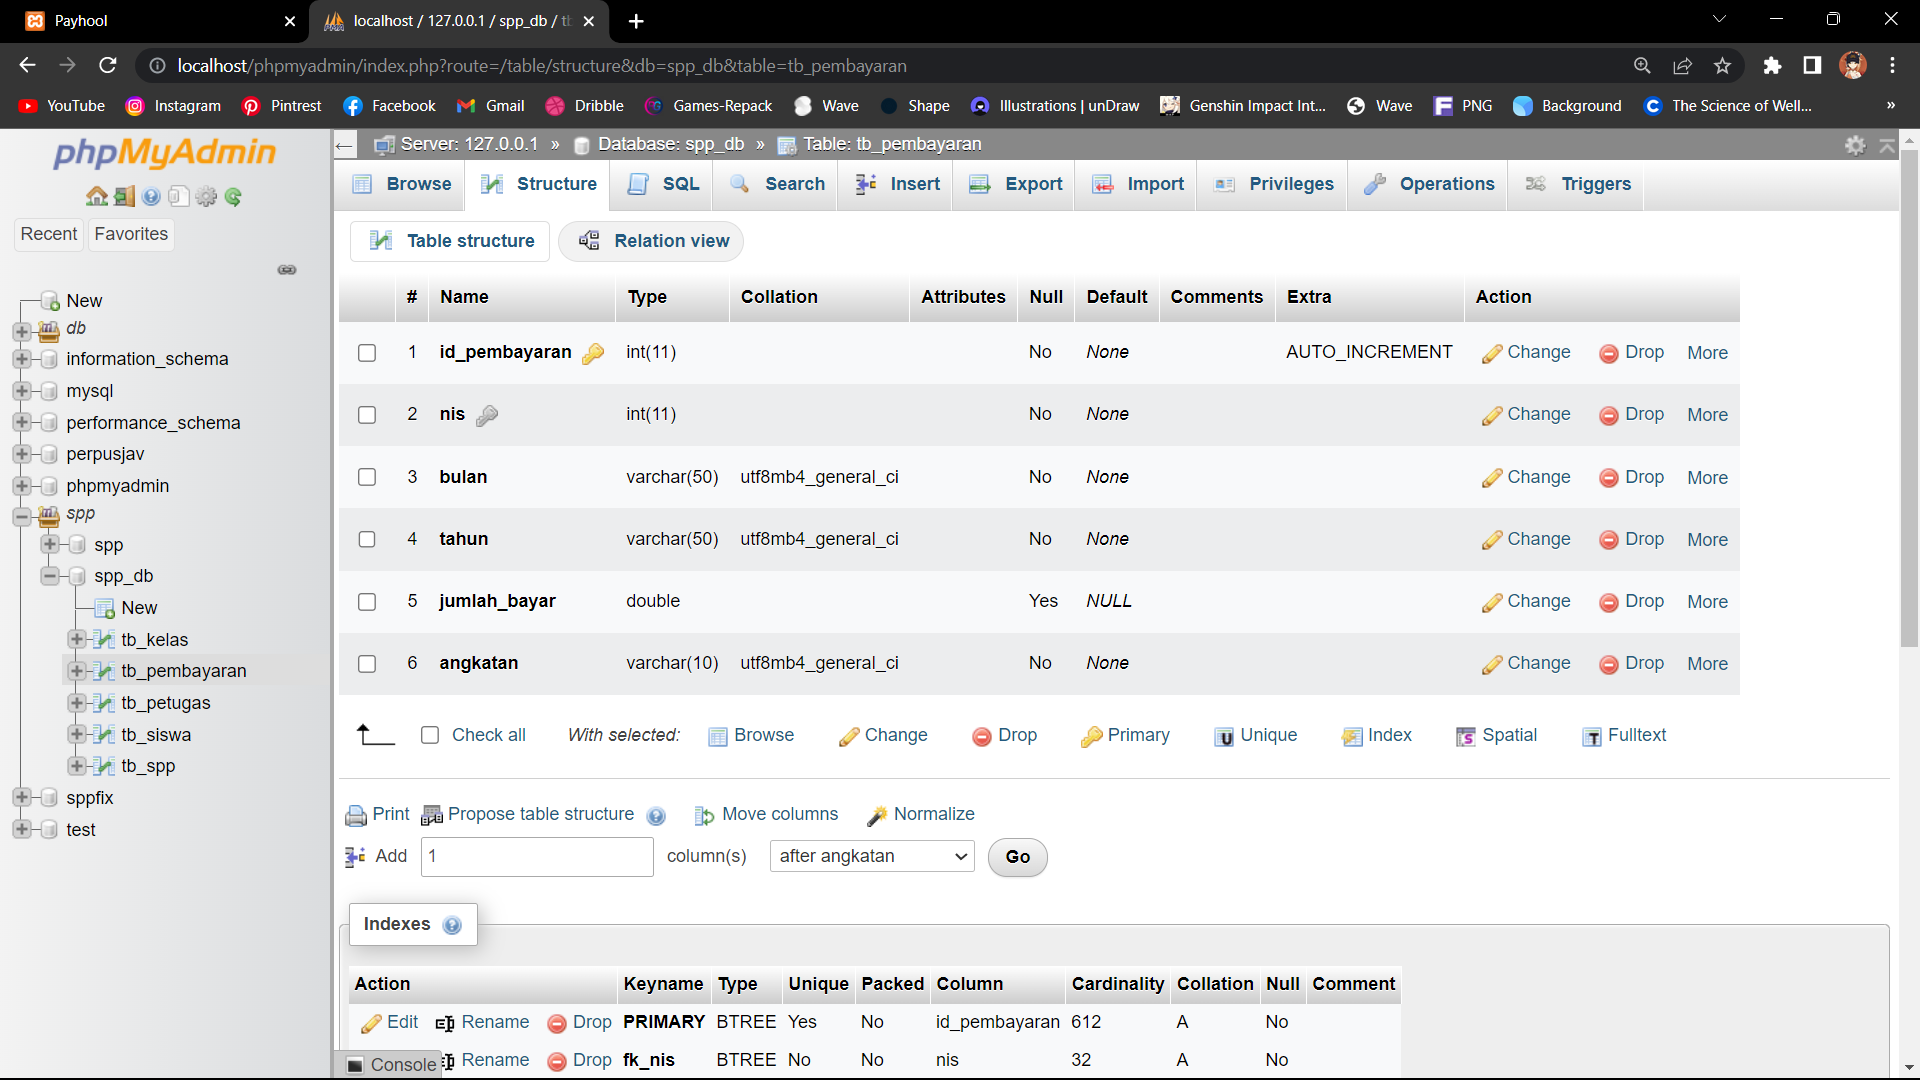 Payhool
localhost / 127.0.0.1 / spp_db / tb
localhost/phpmyadmin/index.php?route=/table/structure&db=spp_db&table=tb_pembayaran
YouTube Instagram Pinterest Facebook Gmail Dribble Games-Repack Wave Shape Illustrations | unDraw Genshin Impact Int... Wave PNG Background The Science of Well... »
phpMyAdmin
Recent Favorites
New
db
information_schema
mysql
performance_schema
perpusjav
phpmyadmin
spp
spp
spp_db
New
tb_kelas
tb_pembayaran
tb_petugas
tb_siswa
tb_spp
sppfix
test
Server: 127.0.0.1 » Database: spp_db » Table: tb_pembayaran
Browse Structure SQL Search Insert Export Import Privileges Operations Triggers
Table structure Relation view
# Name Type Collation Attributes Null Default Comments Extra Action
1 id_pembayaran int(11) No None AUTO_INCREMENT Change Drop More
2 nis int(11) No None Change Drop More
3 bulan varchar(50) utf8mb4_general_ci No None Change Drop More
4 tahun varchar(50) utf8mb4_general_ci No None Change Drop More
5 jumlah_bayar double Yes NULL Change Drop More
6 angkatan varchar(10) utf8mb4_general_ci No None Change Drop More
Check all With selected: Browse Change Drop Primary Unique Index Spatial Fulltext
Print Propose table structure Move columns Normalize
Add 1 column(s) after angkatan Go
Indexes
Action Keyname Type Unique Packed Column Cardinality Collation Null Comment
Edit Rename Drop PRIMARY BTREE Yes No id_pembayaran 612 A No
Rename Drop fk_nis BTREE No No nis 32 A No
Console